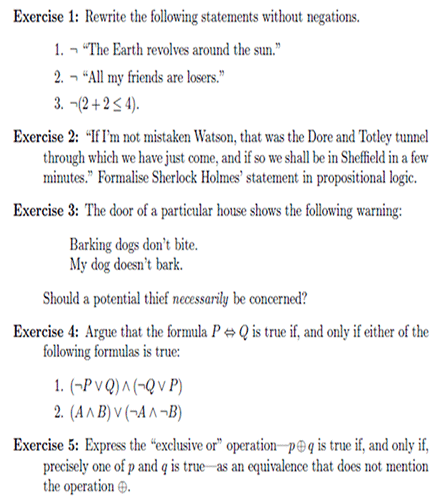 Exercise 1: Rewrite the following statements without negations.
1. ¬ “The Earth revolves around the sun.”
2. ¬ “All my friends are losers.”
3. ¬(2+2 ≤ 4).
Exercise 2: “If I’m not mistaken Watson, that was the Dore and Totley tunnel
through which we have just come, and if so we shall be in Sheffield in a few
minutes.” Formalise Sherlock Holmes’ statement in propositional logic.
Exercise 3: The door of a particular house shows the following warning:
Barking dogs don’t bite.
My dog doesn’t bark.
Should a potential thief necessarily be concerned?
Exercise 4: Argue that the formula P ⇔ Q is true if, and only if either of the
following formulas is true:
1. (¬P ∨ Q) ∧ (¬Q ∨ P)
2. (A ∧ B) ∨ (¬A ∧ ¬B)
Exercise 5: Express the “exclusive or” operation—p⊕q is true if, and only if,
precisely one of p and q is true—as an equivalence that does not mention
the operation ⊕.